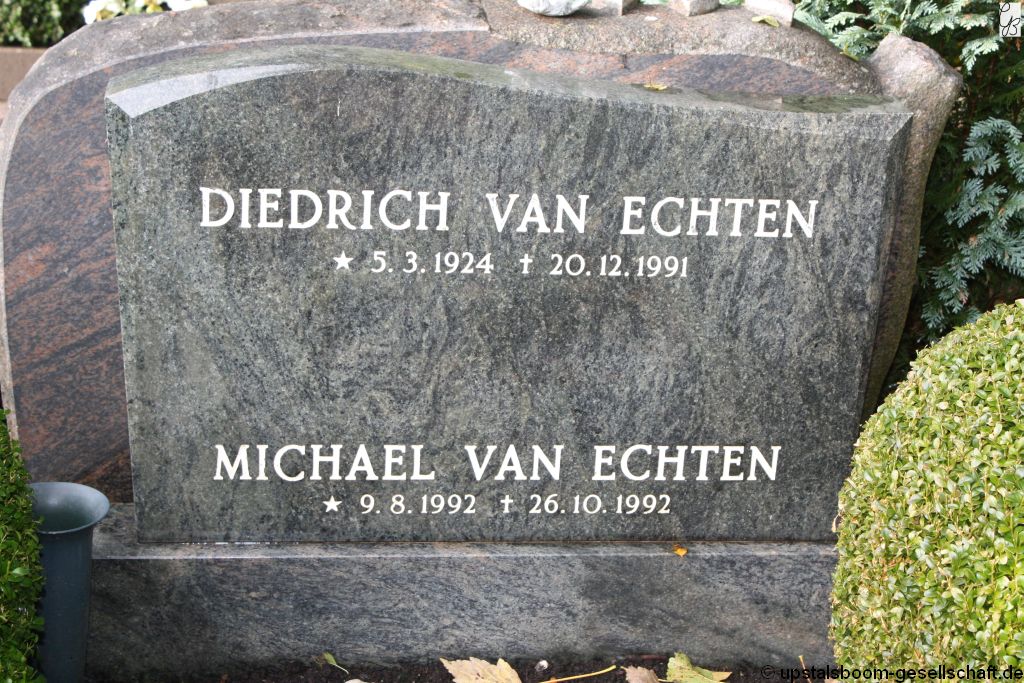 DIEDRICH VAN ECHTEN
★ 5.3.1924 ✝ 20.12.1991
MICHAEL VAN ECHTEN
★ 9.8.1992 ✝ 26.10.1992
© upstalsboom-gesellschaft.de